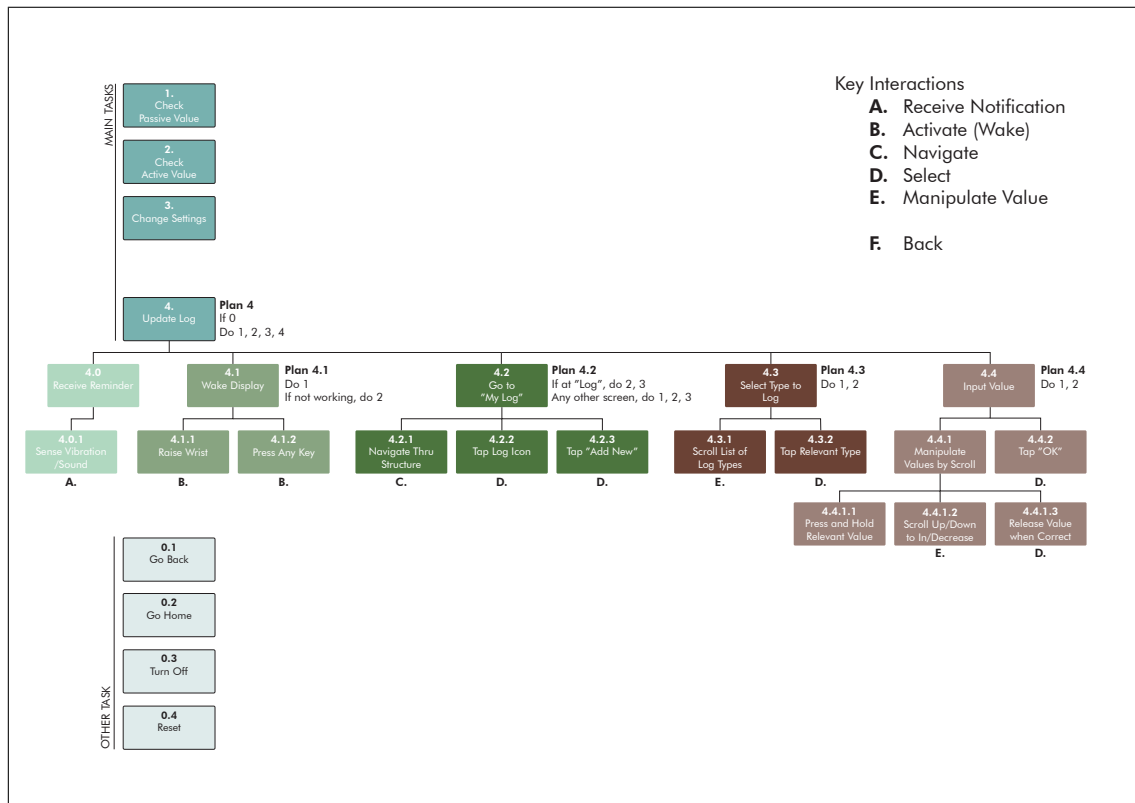 MAIN TASKS
1.
Check
Passive Value
2.
Check
Active Value
3.
Change Settings
4.
Update Log
Plan 4
If 0
Do 1, 2, 3, 4
Key Interactions
A. Receive Notification
B. Activate (Wake)
C. Navigate
D. Select
E. Manipulate Value
F. Back
4.0
Receive Reminder
4.1
Wake Display
Plan 4.1
Do 1
If not working, do 2
4.2
Go to
"My Log"
Plan 4.2
If at "Log", do 2, 3
Any other screen, do 1, 2, 3
4.3
Select Type to
Log
Plan 4.3
Do 1, 2
4.4
Input Value
Plan 4.4
Do 1, 2
4.0.1
Sense Vibration
/Sound
A.
4.1.1
Raise Wrist
B.
4.1.2
Press Any Key
B.
4.2.1
Navigate Thru
Structure
C.
4.2.2
Tap Log Icon
D.
4.2.3
Tap "Add New"
D.
4.3.1
Scroll List of
Log Types
E.
4.3.2
Tap Relevant Type
D.
4.4.1
Manipulate
Values by Scroll
4.4.2
Tap "OK"
D.
4.4.1.1
Press and Hold
Relevant Value
4.4.1.2
Scroll Up/Down
to In/Decrease
E.
4.4.1.3
Release Value
when Correct
D.
OTHER TASK
0.1
Go Back
0.2
Go Home
0.3
Turn Off
0.4
Reset